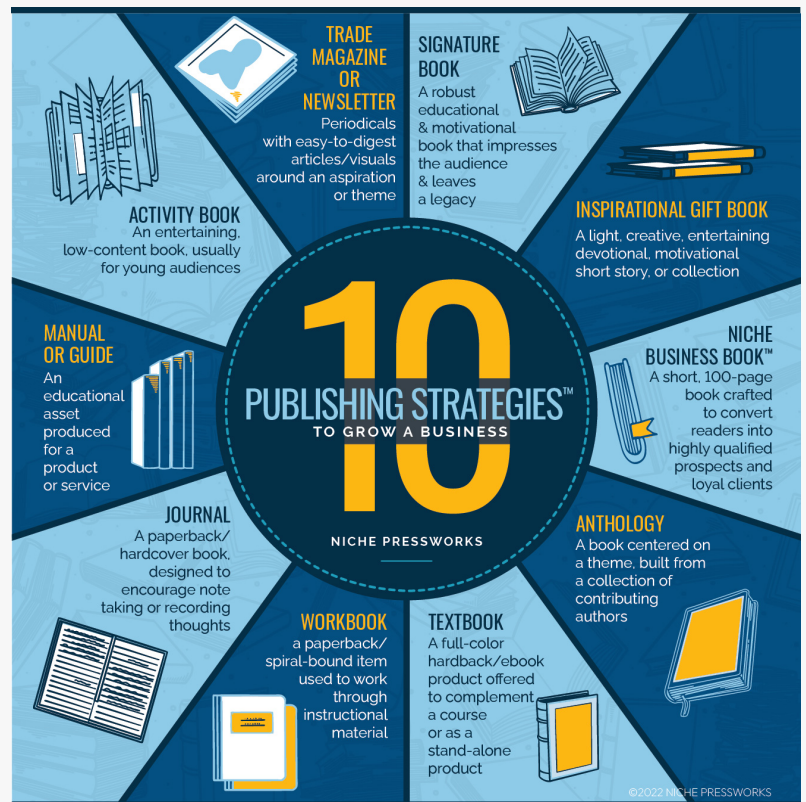 10
PUBLISHING STRATEGIES™
TO GROW A BUSINESS
NICHE PRESSWORKS
SIGNATURE
BOOK
A robust
educational
& motivational
book that impresses
the audience
& leaves
a legacy
INSPIRATIONAL GIFT BOOK
A light, creative, entertaining
devotional, motivational
short story, or collection
NICHE
BUSINESS BOOK™
A short, 100-page
book crafted
to convert
readers into
highly qualified
prospects and
loyal clients
ANTHOLOGY
A book centered on
a theme, built from
a collection of
contributing
authors
TEXTBOOK
A full-color
hardback/ebook
product offered
to complement
a course
or as a
stand-alone
product
WORKBOOK
a paperback/
spiral-bound item
used to work
through
instructional
material
JOURNAL
A paperback/
hardcover book,
designed to
encourage note
taking or recording
thoughts
MANUAL
OR GUIDE
An
educational
asset
produced
for a
product
or service
ACTIVITY BOOK
An entertaining,
low-content book, usually
for young audiences
TRADE
MAGAZINE
OR
NEWSLETTER
Periodicals
with easy-to-digest
articles/visuals
around an aspiration
or theme
©2022 NICHE PRESSWORKS